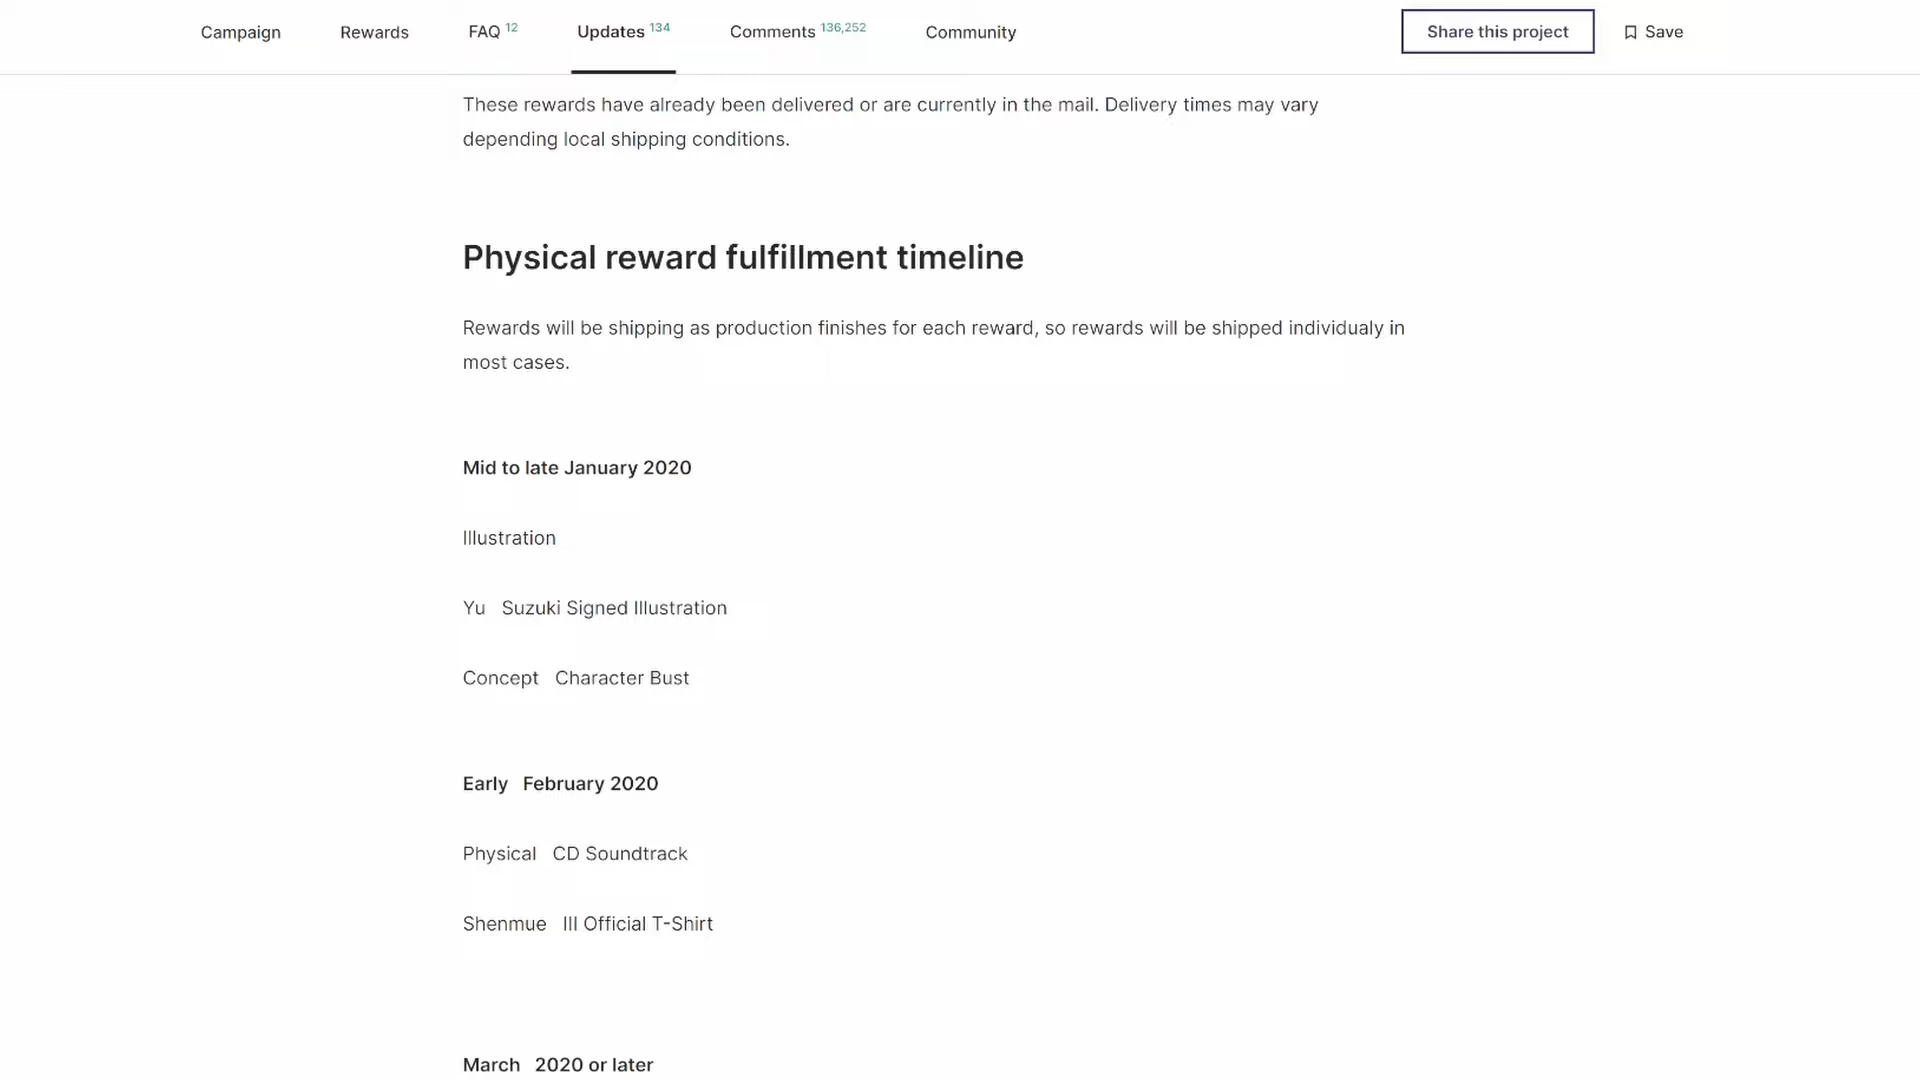 Campaign
Rewards
FAQ 12
Updates 134
Comments 136,252
Community
Share this project
Save
These rewards have already been delivered or are currently in the mail. Delivery times may vary
depending local shipping conditions.
Physical reward fulfillment timeline
Rewards will be shipping as production finishes for each reward, so rewards will be shipped individualy in
most cases.
Mid to late January 2020
Illustration
Yu Suzuki Signed Illustration
Concept Character Bust
Early February 2020
Physical CD Soundtrack
Shenmue III Official T-Shirt
March 2020 or later